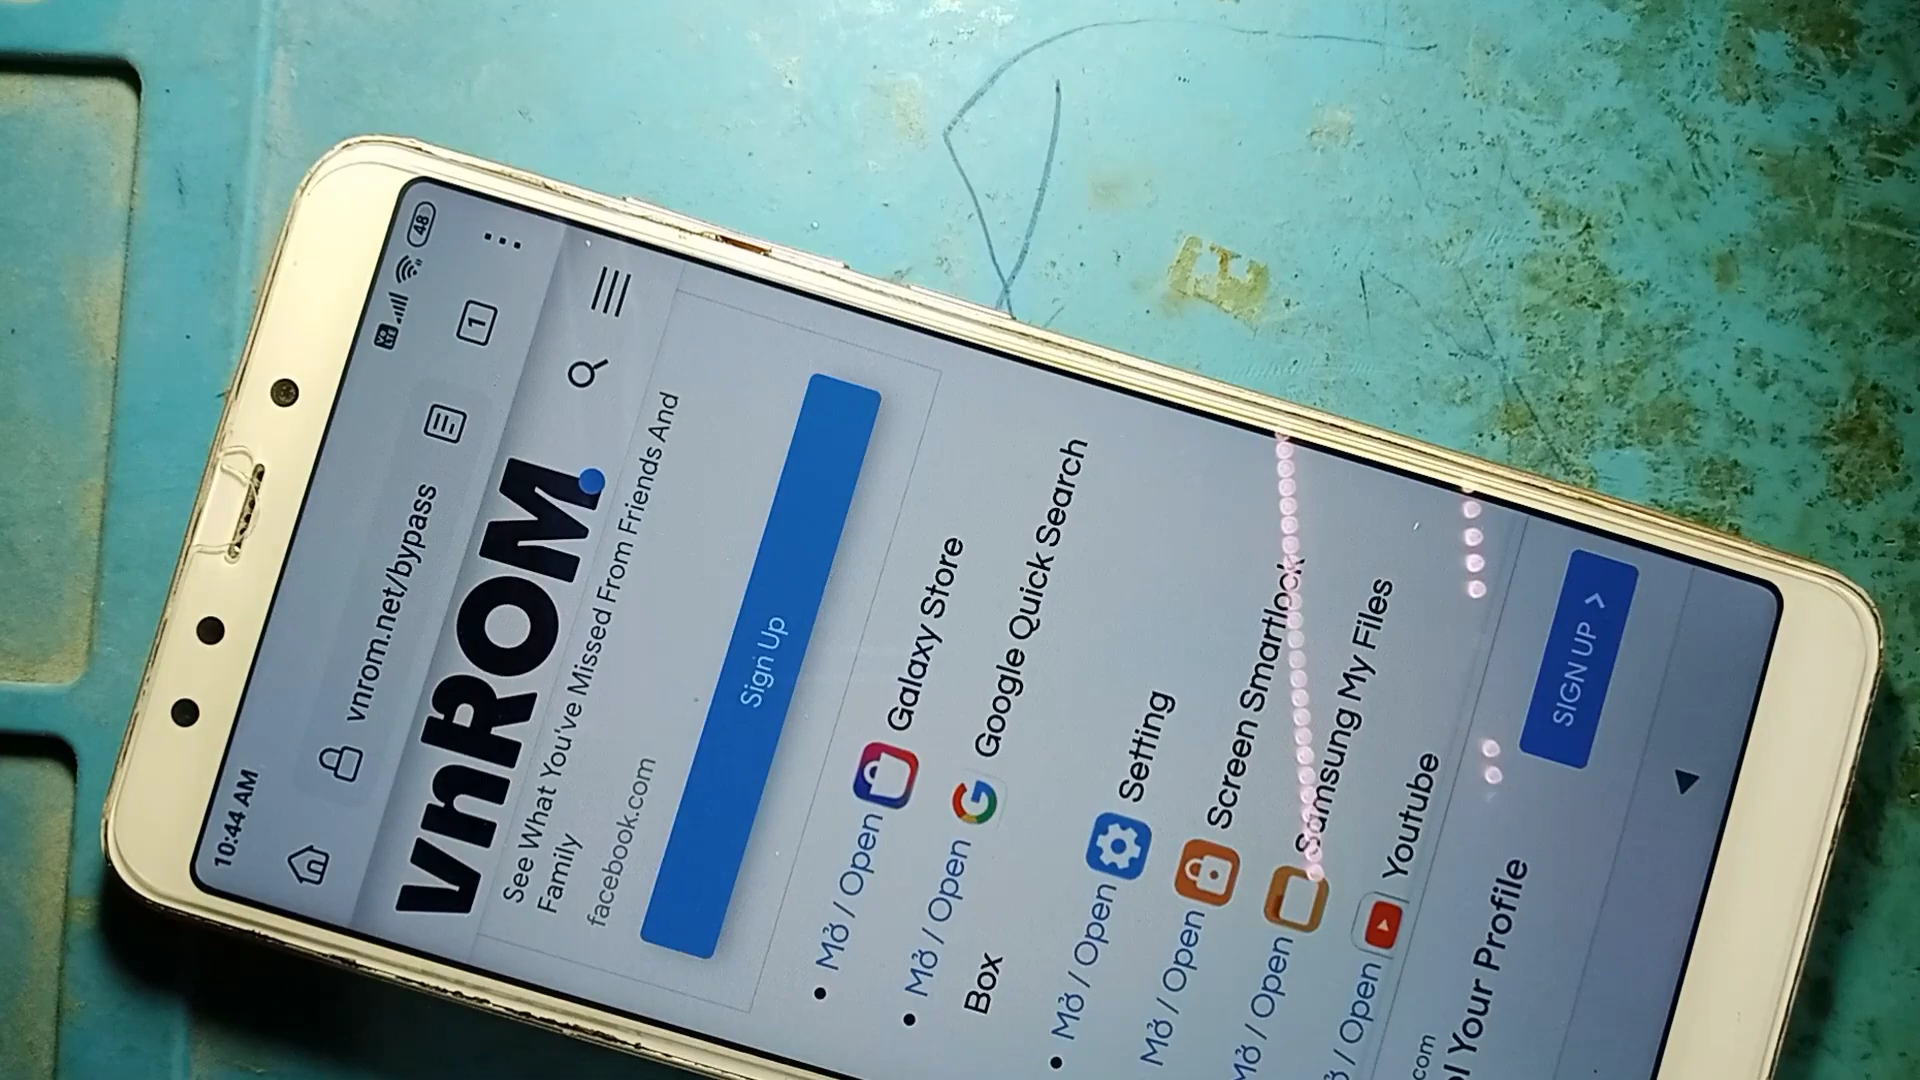 10:44 AM
48
vnrom.net/bypass
1
vnROM.
See What You've Missed From Friends And
Family
facebook.com
Sign Up
• Mở / Open Galaxy Store
• Mở / Open Google Quick Search
Box
• Mở / Open Setting
Mở / Open Screen Smartlock
Mở / Open Samsung My Files
/ Open Youtube
Your Profile
.com
SIGN UP >
E